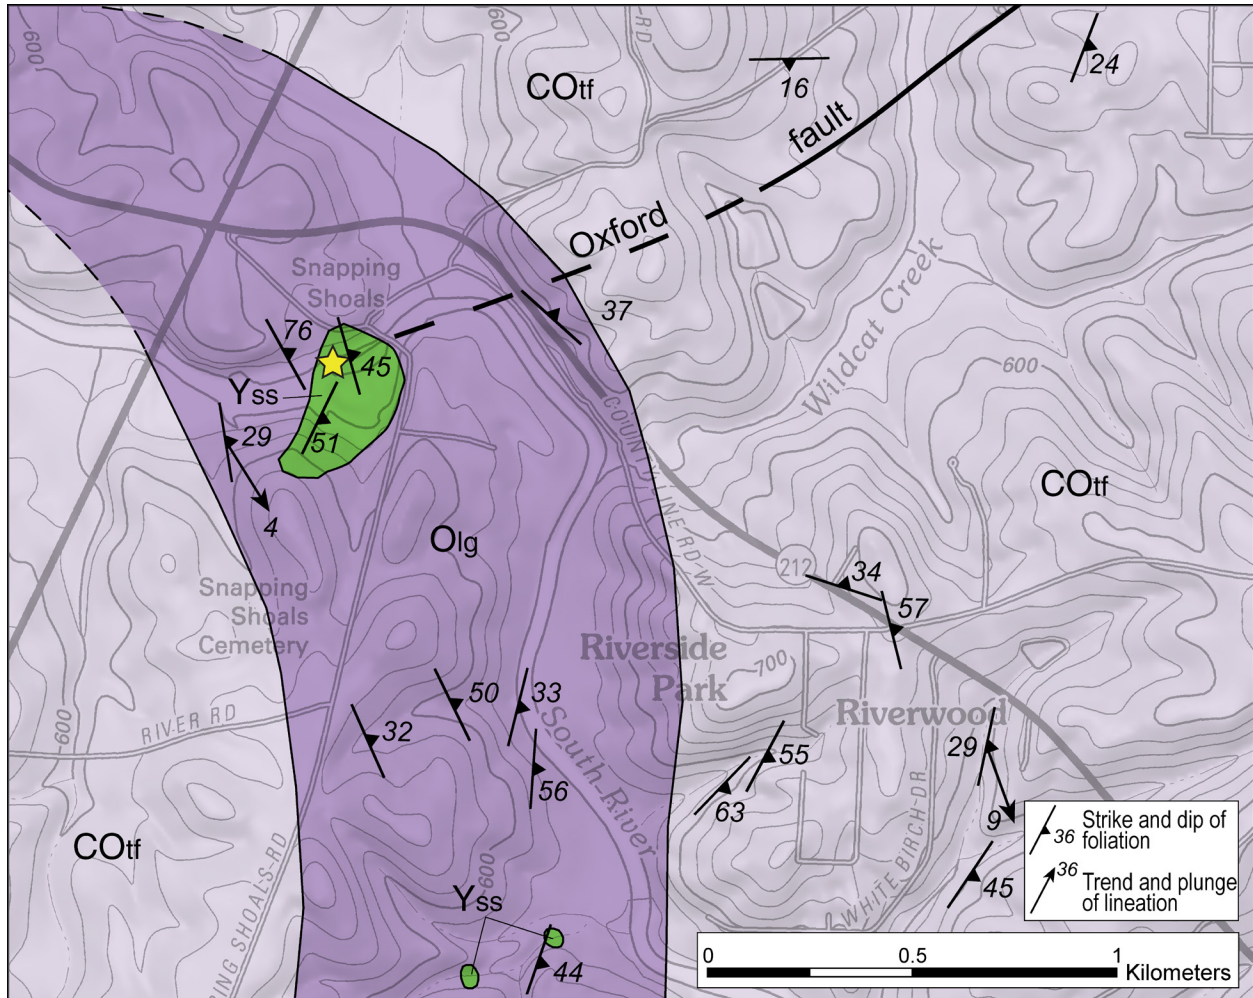 600
RD
600
COtf
16
24
fault
Oxford
Snapping
Shoals
37
Wildcat Creek
76
45
600
Yss
51
29
4
COtf
COUNTY LINE RD W
Olg
212
34
57
Snapping
Shoals
Cemetery
Riverside
Park
700
50
33
Riverwood
RIVER RD
600
32
29
South River
55
56
63
9
36
Strike and dip of
foliation
36
Trend and plunge
of lineation
COtf
WHITE BIRCH DR
45
600
Yss
44
PING SHOALS RD
0
0.5
1
Kilometers